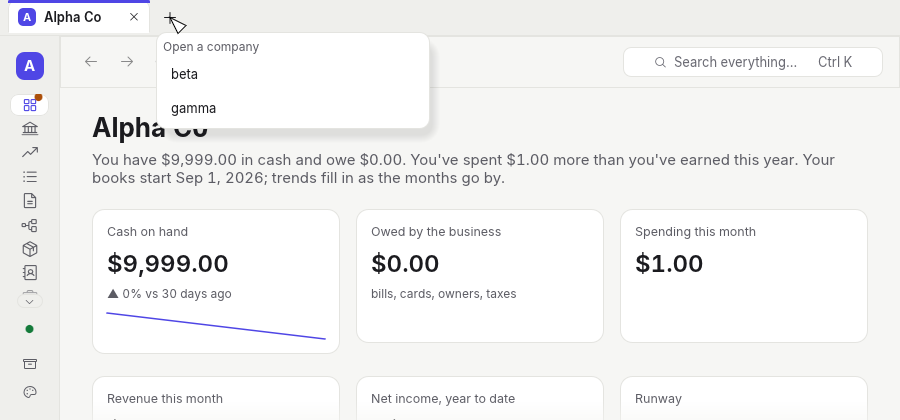 A Alpha Co
Open a company
beta
gamma
A
Search everything... Ctrl K
Alpha Co
You have $9,999.00 in cash and owe $0.00. You've spent $1.00 more than you've earned this year. Your
books start Sep 1, 2026; trends fill in as the months go by.
Cash on hand
$9,999.00
▲ 0% vs 30 days ago
Owed by the business
$0.00
bills, cards, owners, taxes
Spending this month
$1.00
Revenue this month
Net income, year to date
Runway